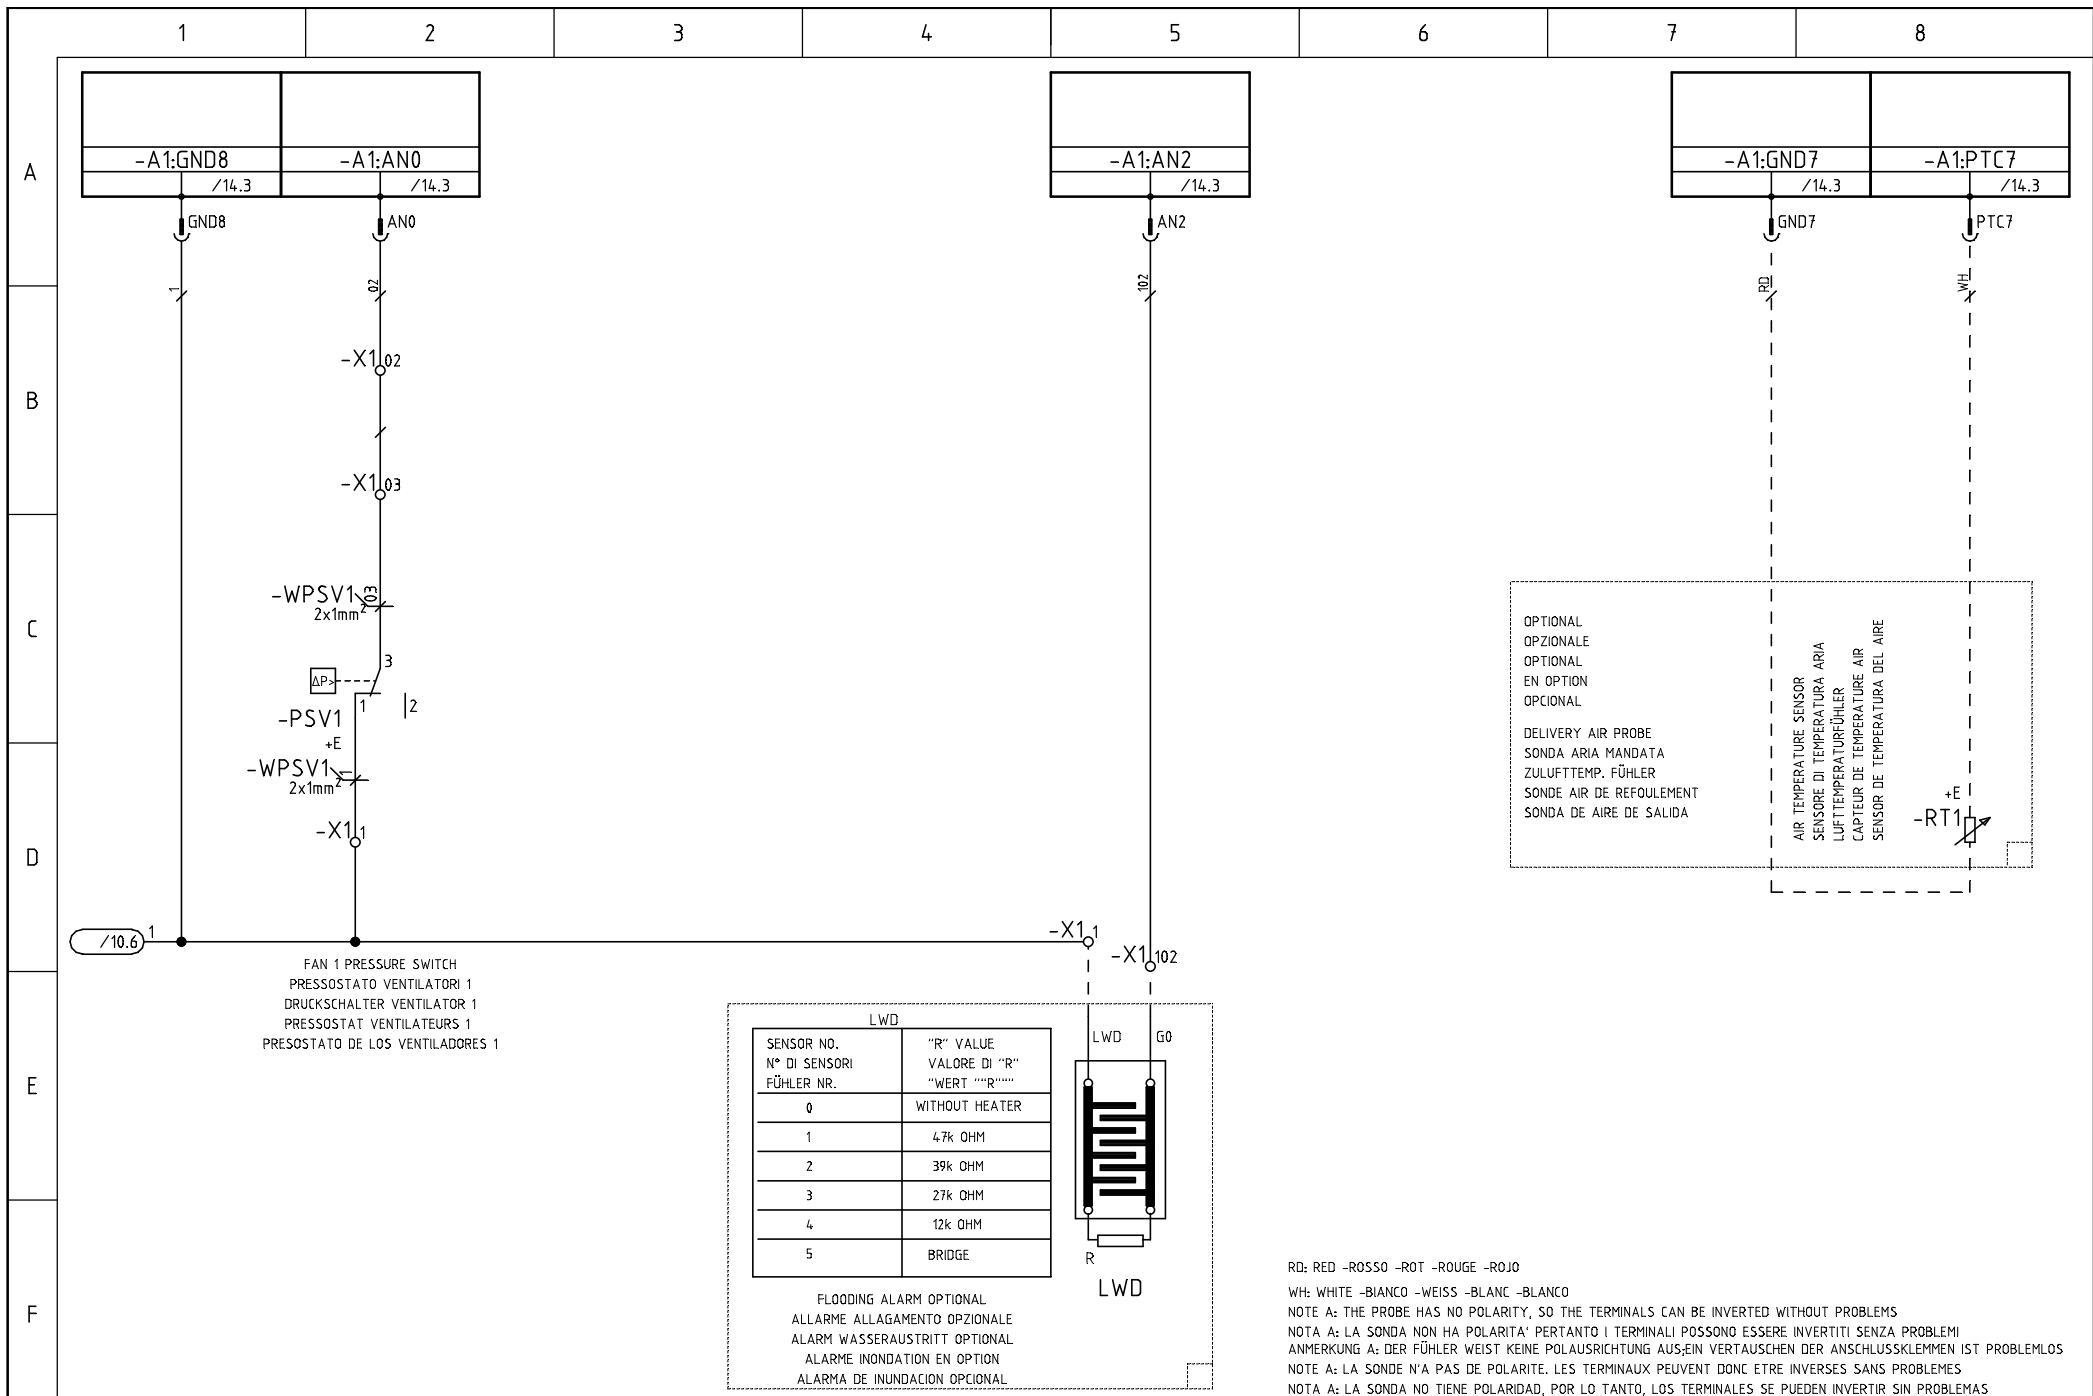 1 2 3 4 5 6 7 8
A
-A1:GND8 -A1:AN0 -A1:AN2 -A1:GND7 -A1:PTC7
/14.3 /14.3 /14.3 /14.3 /14.3
GND8 AN0 AN2 GND7 PTC7
1 02 102 RD WH
-X1 02
B
-X1 03
-WPSV1 03
2x1mm²
C
3
ΔP>
1 2
-PSV1
+E
-WPSV1 1
2x1mm²
-X1 1
D
OPTIONAL
OPZIONALE
OPTIONAL
EN OPTION
OPCIONAL
DELIVERY AIR PROBE
SONDA ARIA MANDATA
ZULUFTTEMP. FÜHLER
SONDE AIR DE REFOULEMENT
SONDA DE AIRE DE SALIDA
AIR TEMPERATURE SENSOR
SENSORE DI TEMPERATURA ARIA
LUFTTEMPERATURFÜHLER
CAPTEUR DE TEMPERATURE AIR
SENSOR DE TEMPERATURA DEL AIRE
+E
-RT1
/10.6 1
-X1 1
-X1 102
FAN 1 PRESSURE SWITCH
PRESSOSTATO VENTILATORI 1
DRUCKSCHALTER VENTILATOR 1
PRESSOSTAT VENTILATEURS 1
PRESOSTATO DE LOS VENTILADORES 1
E
LWD
SENSOR NO. "R" VALUE
N° DI SENSORI VALORE DI "R"
FÜHLER NR. "WERT ""R"""
0 WITHOUT HEATER
1 47k OHM
2 39k OHM
3 27k OHM
4 12k OHM
5 BRIDGE
LWD G0
R
LWD
FLOODING ALARM OPTIONAL
ALLARME ALLAGAMENTO OPZIONALE
ALARM WASSERAUSTRITT OPTIONAL
ALARME INONDATION EN OPTION
ALARMA DE INUNDACION OPCIONAL
F
RD: RED -ROSSO -ROT -ROUGE -ROJO
WH: WHITE -BIANCO -WEISS -BLANC -BLANCO
NOTE A: THE PROBE HAS NO POLARITY, SO THE TERMINALS CAN BE INVERTED WITHOUT PROBLEMS
NOTA A: LA SONDA NON HA POLARITA' PERTANTO I TERMINALI POSSONO ESSERE INVERTITI SENZA PROBLEMI
ANMERKUNG A: DER FÜHLER WEIST KEINE POLAUSRICHTUNG AUS;EIN VERTAUSCHEN DER ANSCHLUSSKLEMMEN IST PROBLEMLOS
NOTE A: LA SONDE N'A PAS DE POLARITE. LES TERMINAUX PEUVENT DONC ETRE INVERSES SANS PROBLEMES
NOTA A: LA SONDA NO TIENE POLARIDAD, POR LO TANTO, LOS TERMINALES SE PUEDEN INVERTIR SIN PROBLEMAS